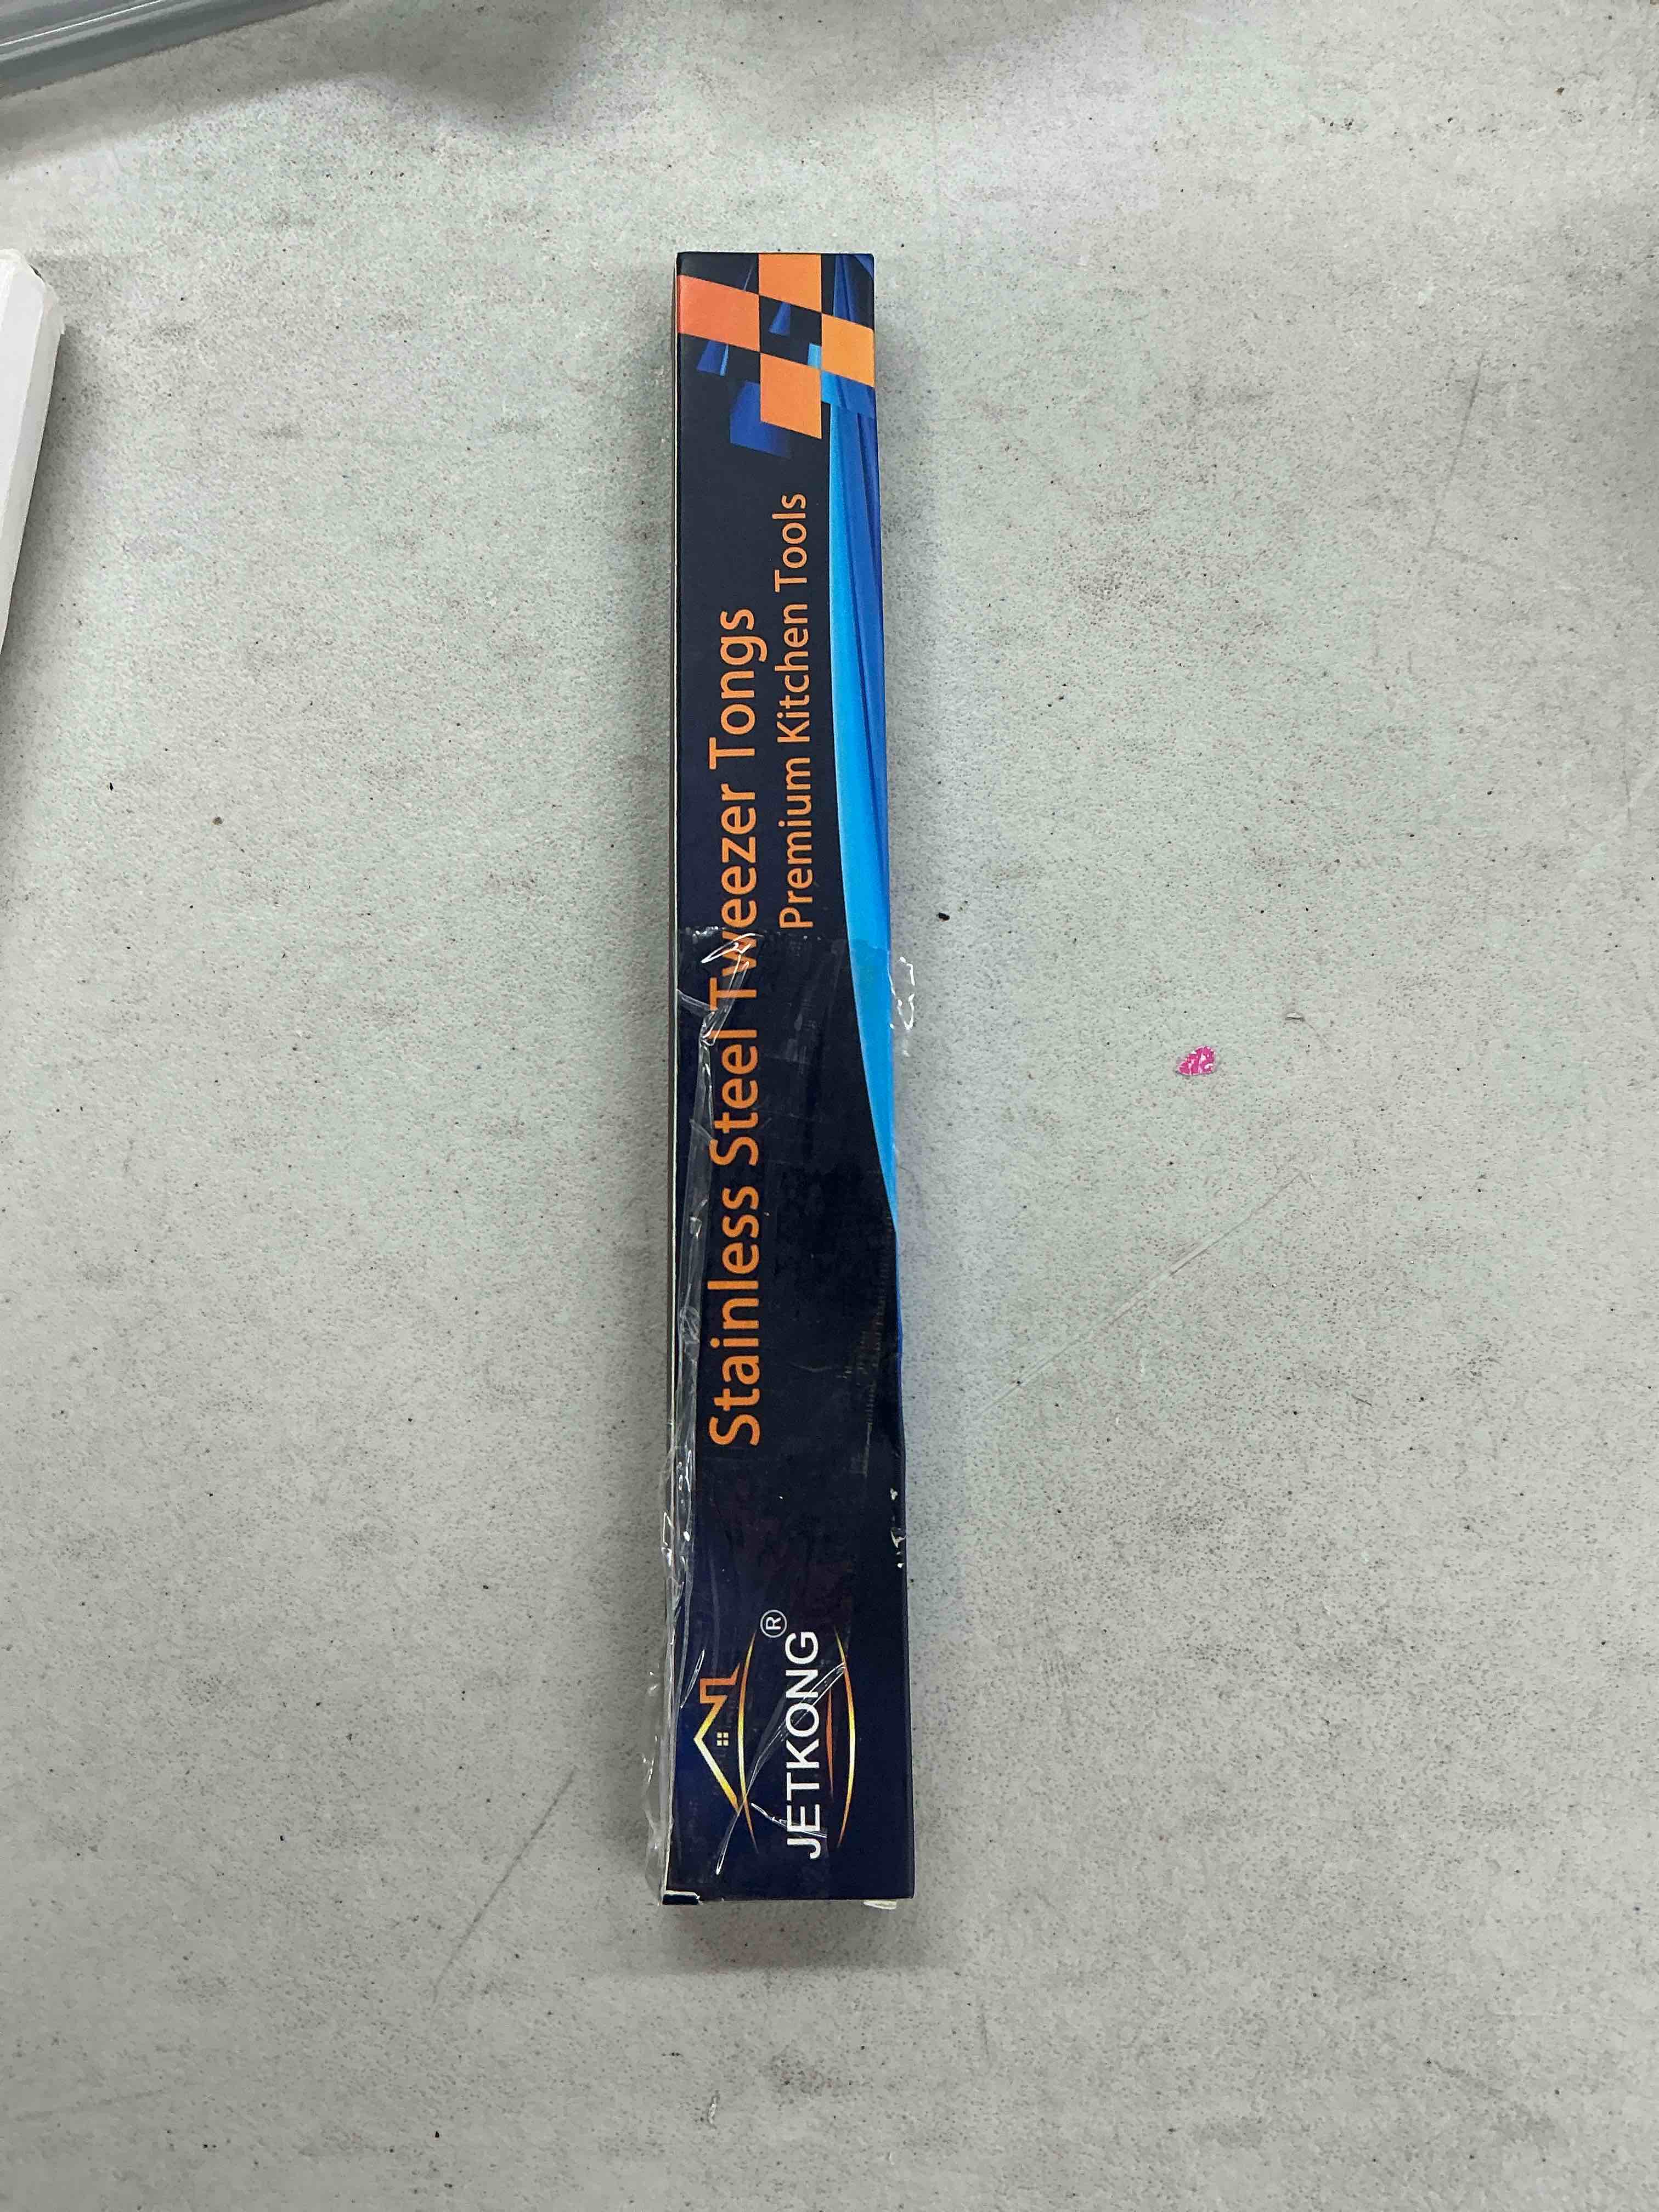 Stainless Steel Tweezer Tongs
Premium Kitchen Tools
JETKONG®